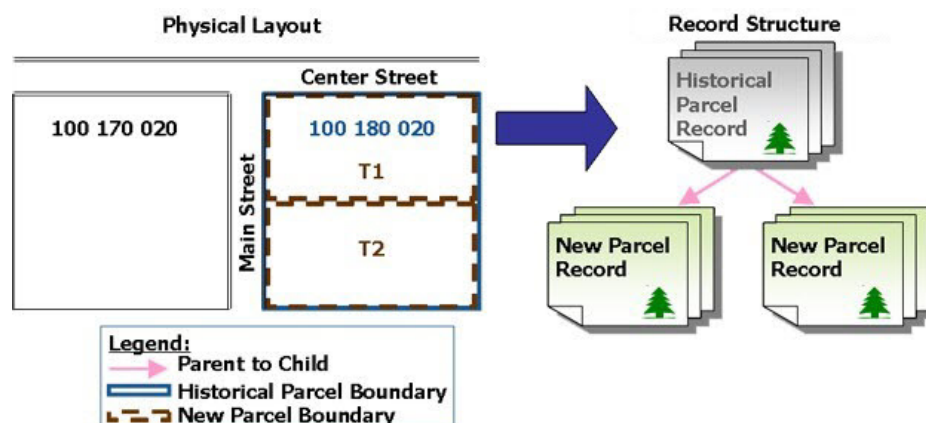 Physical Layout
Record Structure
Center Street
100 170 020
100 180 020
T1
T2
Main Street
Historical
Parcel
Record
New Parcel
Record
New Parcel
Record
Legend:
Parent to Child
Historical Parcel Boundary
New Parcel Boundary